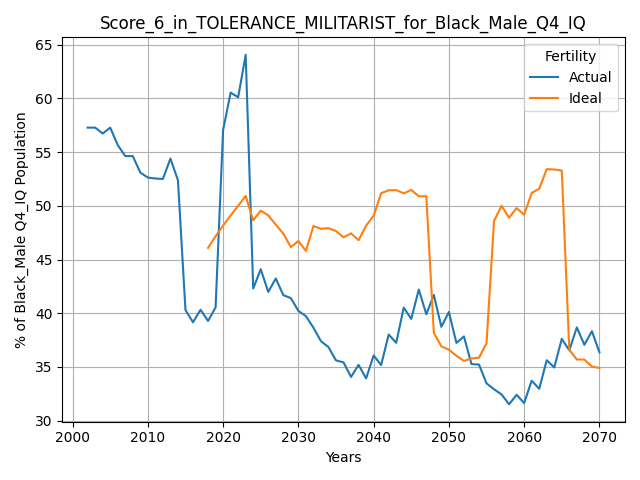 Score_6_in_TOLERANCE_MILITARIST_for_Black_Male_Q4_IQ
Fertility
Actual
Ideal
% of Black_Male Q4_IQ Population
65
60
55
50
45
40
35
30
2000 2010 2020 2030 2040 2050 2060 2070
Years